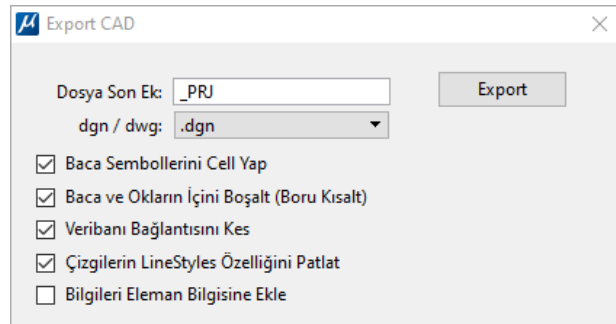 Export CAD
Dosya Son Ek: _PRJ Export
dgn / dwg: .dgn
Baca Sembollerini Cell Yap
Baca ve Okların İçini Boşalt (Boru Kısalt)
Veribanı Bağlantısını Kes
Çizgilerin LineStyles Özelliğini Patlat
Bilgileri Eleman Bilgisine Ekle